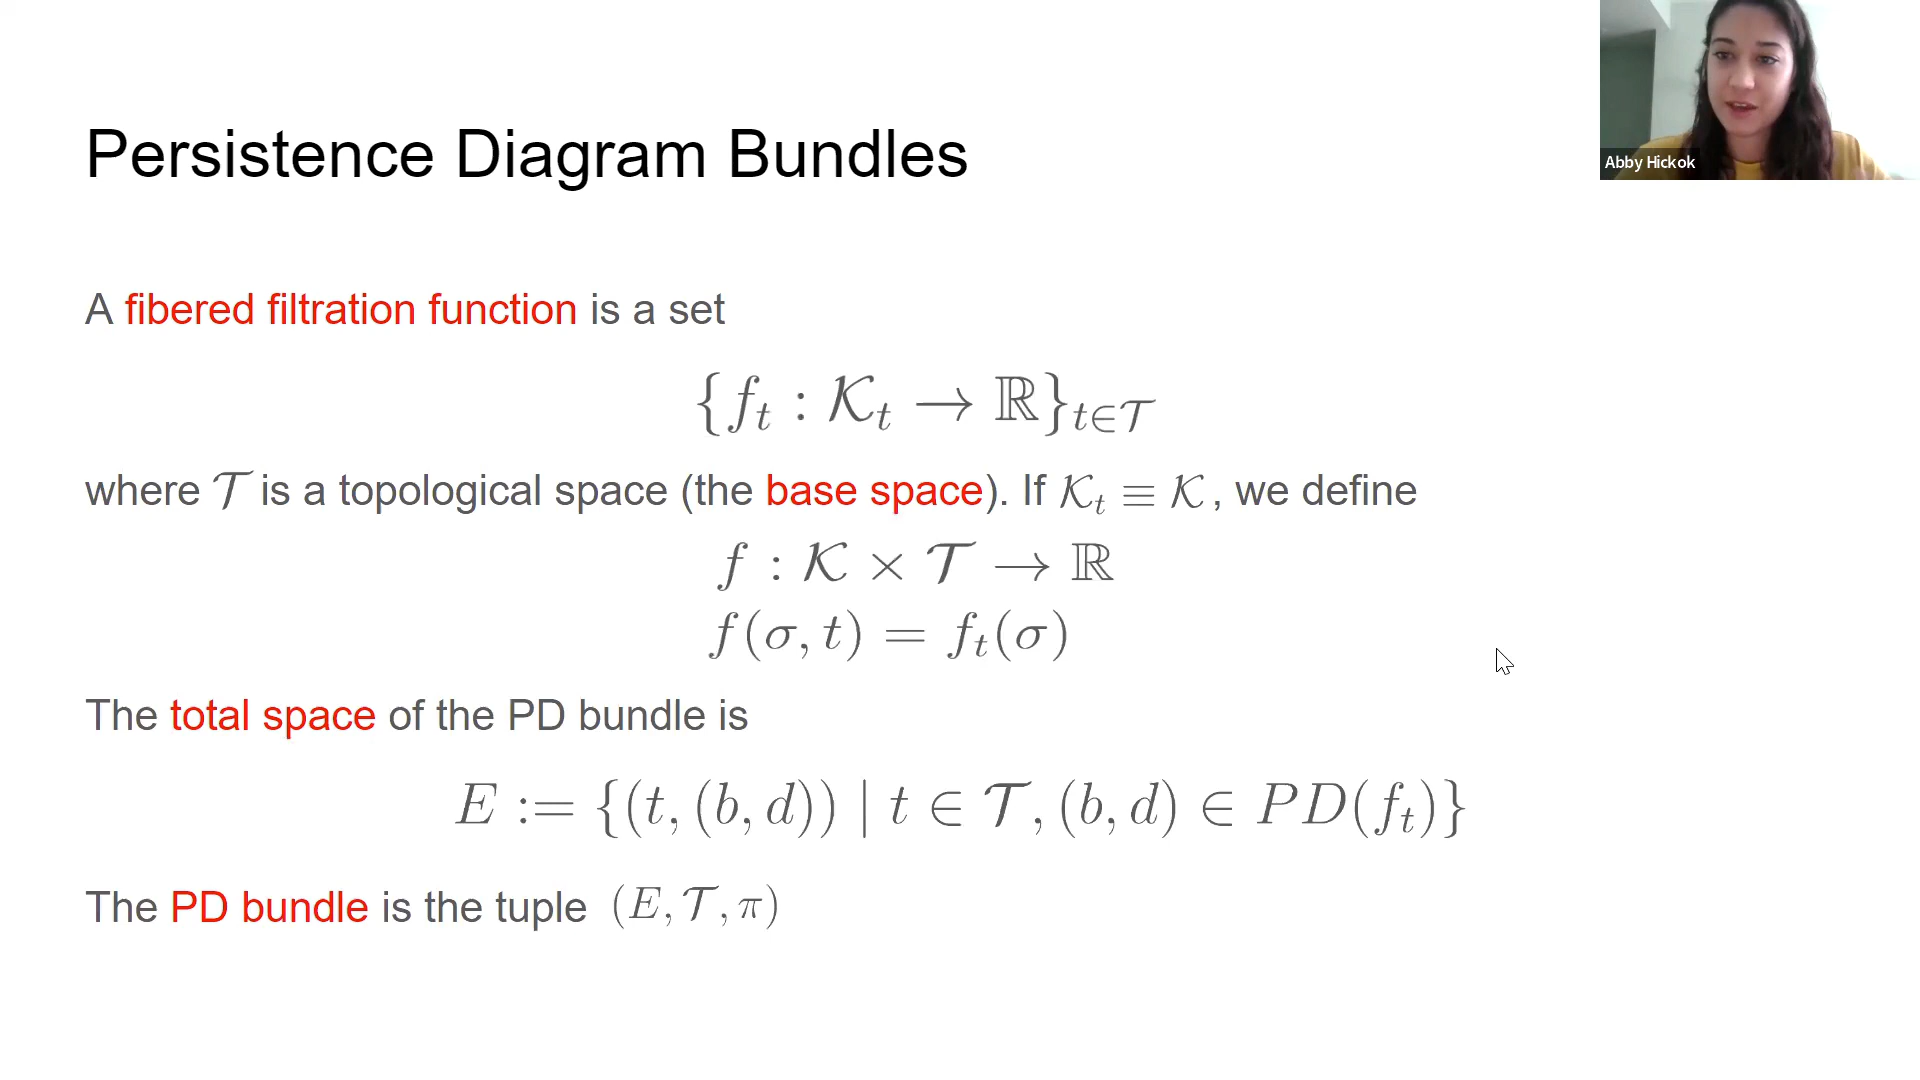 Persistence Diagram Bundles
Abby Hickok
A fibered filtration function is a set
{f_t : 𝒦_t → ℝ}_{t∈𝒯}
where 𝒯 is a topological space (the base space). If 𝒦_t ≡ 𝒦, we define
f : 𝒦 × 𝒯 → ℝ
f(σ, t) = f_t(σ)
The total space of the PD bundle is
E := {(t, (b, d)) | t ∈ 𝒯, (b, d) ∈ PD(f_t)}
The PD bundle is the tuple (E, 𝒯, π)